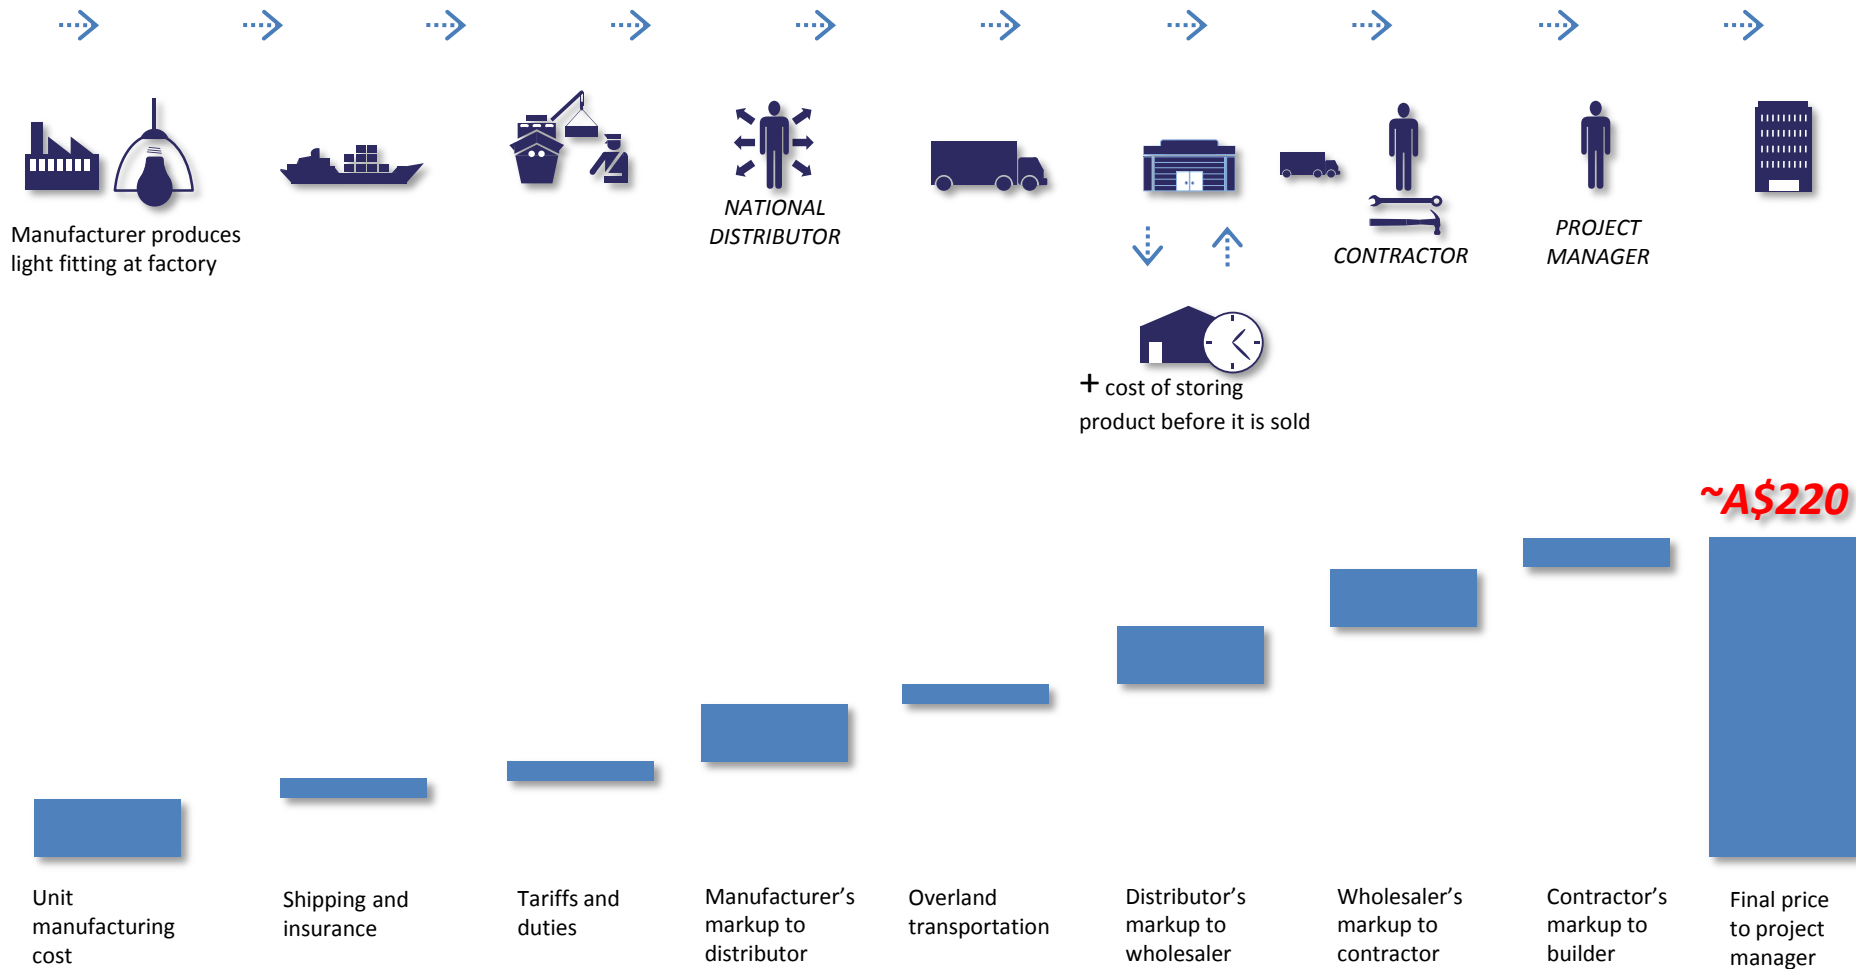 Manufacturer produces
light fitting at factory
NATIONAL
DISTRIBUTOR
CONTRACTOR
PROJECT
MANAGER
+ cost of storing
product before it is sold
~A$220
Unit
manufacturing
cost
Shipping and
insurance
Tariffs and
duties
Manufacturer’s
markup to
distributor
Overland
transportation
Distributor’s
markup to
wholesaler
Wholesaler’s
markup to
contractor
Contractor’s
markup to
builder
Final price
to project
manager